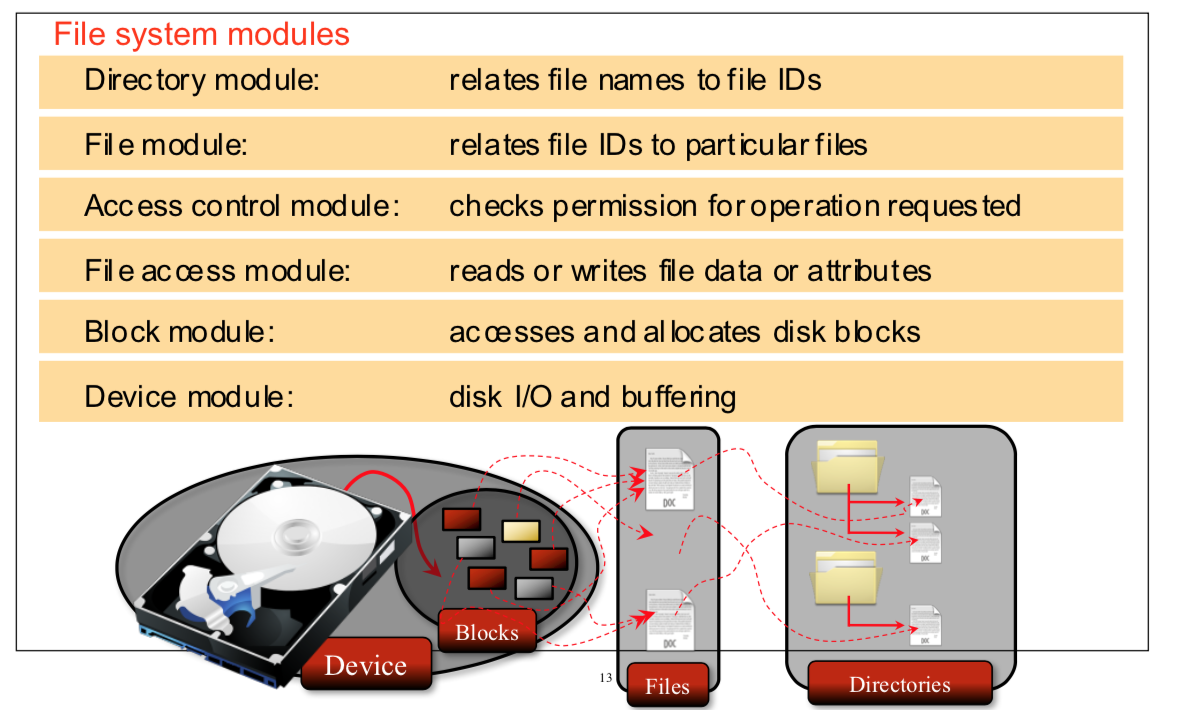 File system modules
Directory module: relates file names to file IDs
File module: relates file IDs to particular files
Access control module: checks permission for operation requested
File access module: reads or writes file data or attributes
Block module: accesses and allocates disk blocks
Device module: disk I/O and buffering
DOC
DOC
DOC
DOC
DOC
Blocks
Device
13
Files
Directories